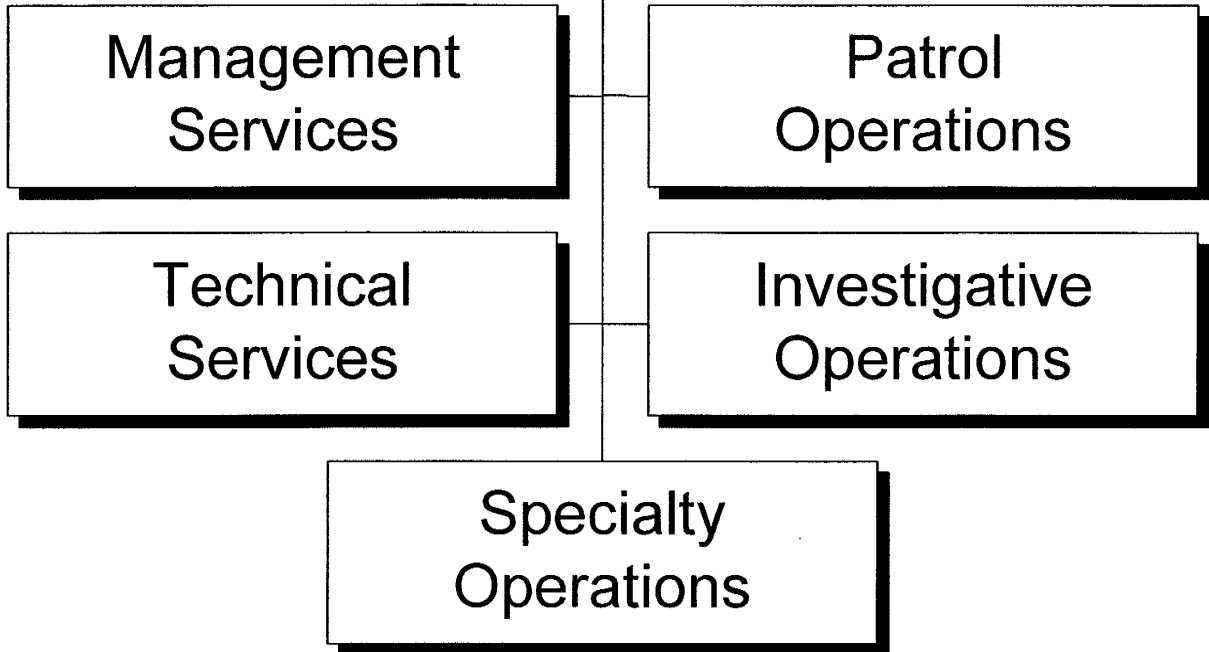 Management
Services
Patrol
Operations
Technical
Services
Investigative
Operations
Specialty
Operations